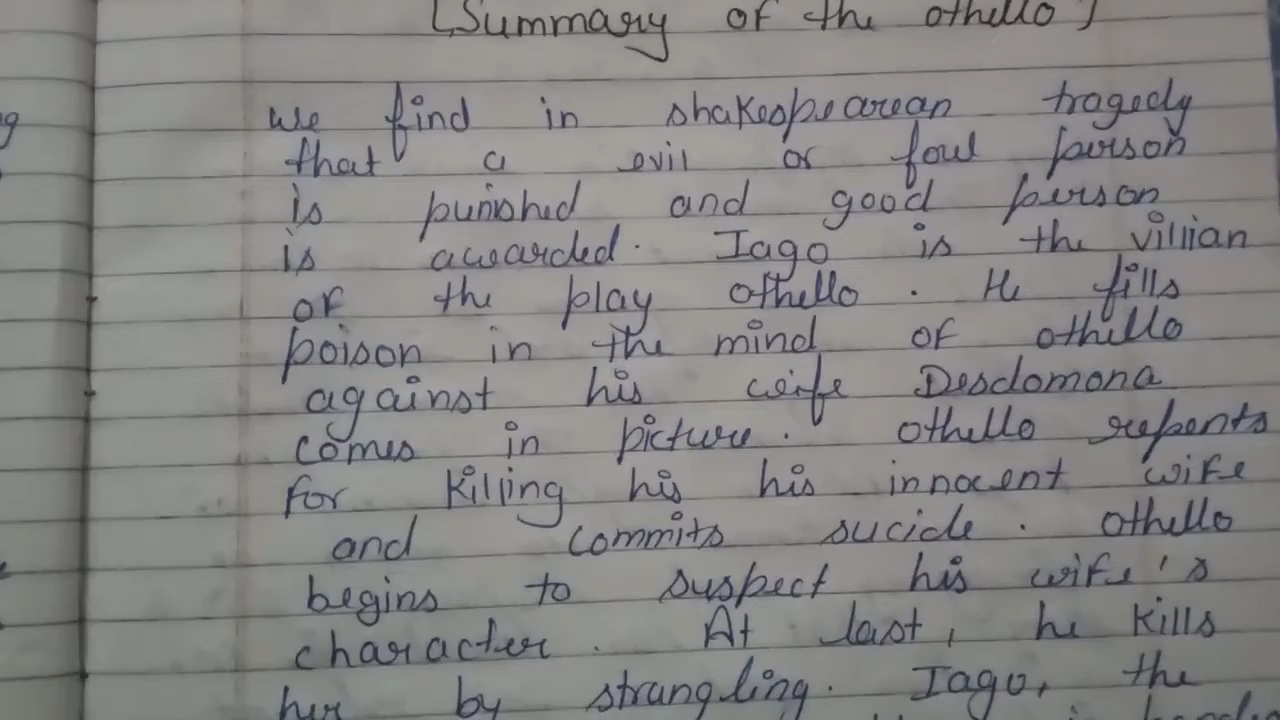 [Summary of the othello]
we find in shakespearean tragedy
that a evil or foul person
is punished and good person
is awarded. Iago is the villian
of the play othello. He fills
poison in the mind of othello
against his wife Desdomona
comes in picture. othello repents
for killing his his innocent wife
and commits sucide. othello
begins to suspect his wife's
character. At last, he kills
her by strangling. Iago, the